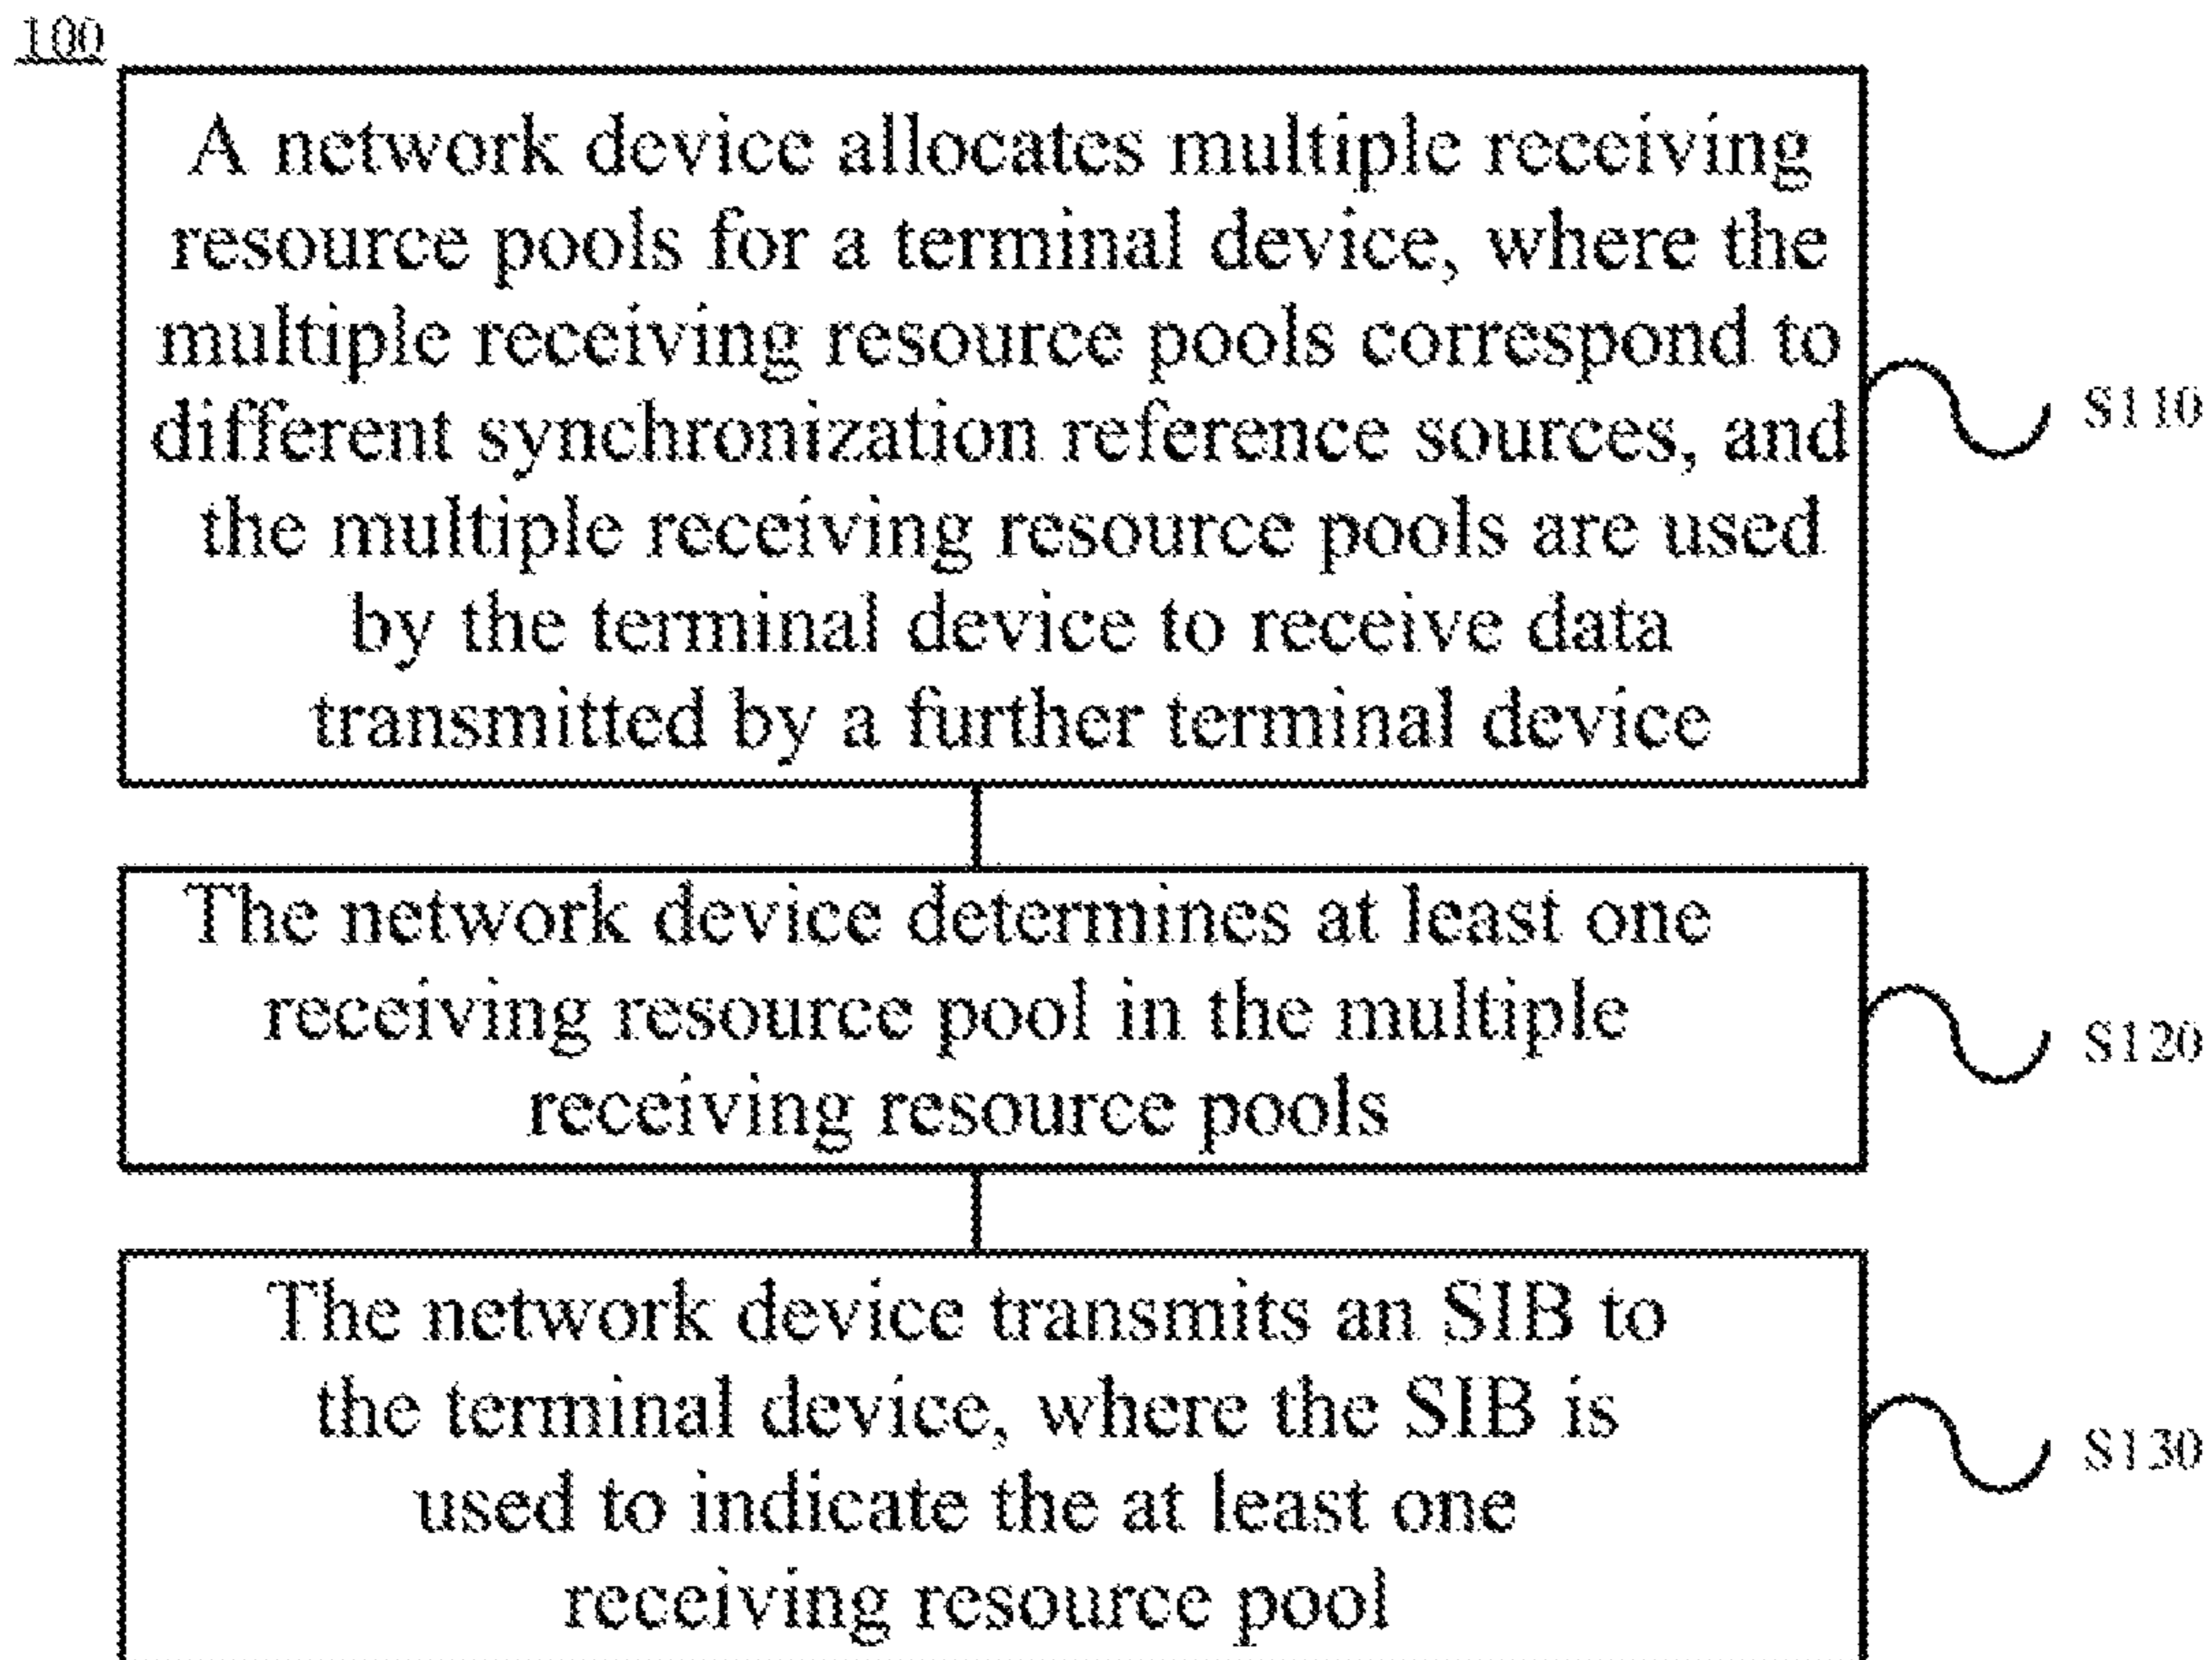 100
A network device allocates multiple receiving
resource pools for a terminal device, where the
multiple receiving resource pools correspond to
different synchronization reference sources, and
the multiple receiving resource pools are used
by the terminal device to receive data
transmitted by a further terminal device
S110
The network device determines at least one
receiving resource pool in the multiple
receiving resource pools
S120
The network device transmits an SIB to
the terminal device, where the SIB is
used to indicate the at least one
receiving resource pool
S130